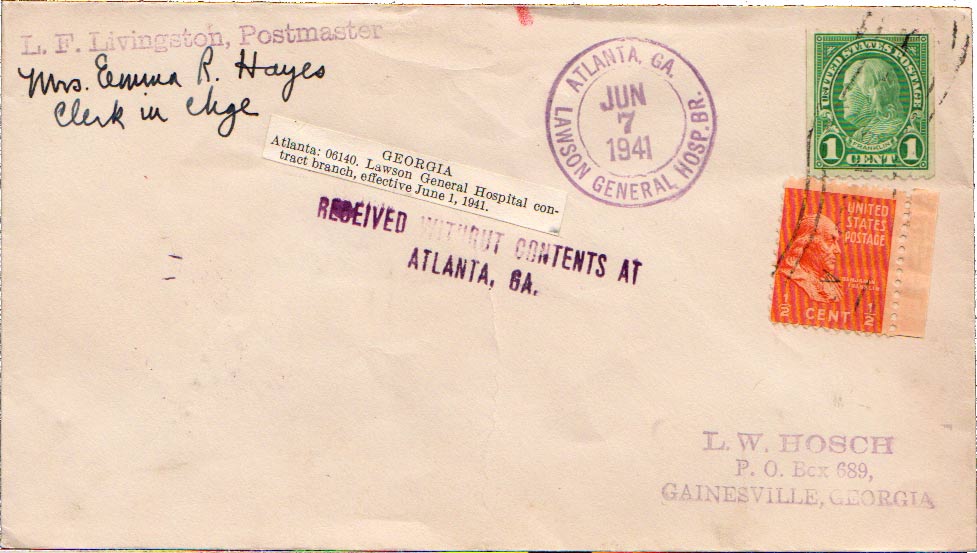 L. F. Livingston, Postmaster
Mrs. Emma R. Hayes
Clerk in Chge
GEORGIA
Atlanta: 06140. Lawson General Hospital con-
tract branch, effective June 1, 1941.
RECEIVED WITHOUT CONTENTS AT
ATLANTA, GA.
ATLANTA, GA.
JUN
7
1941
LAWSON GENERAL HOSP. BR.
UNITED STATES POSTAGE
FRANKLIN
1 CENT 1
UNITED
STATES
POSTAGE
BENJAMIN
FRANKLIN
1/2 CENT 1/2
L. W. HOSCH
P. O. Box 689,
GAINESVILLE, GEORGIA